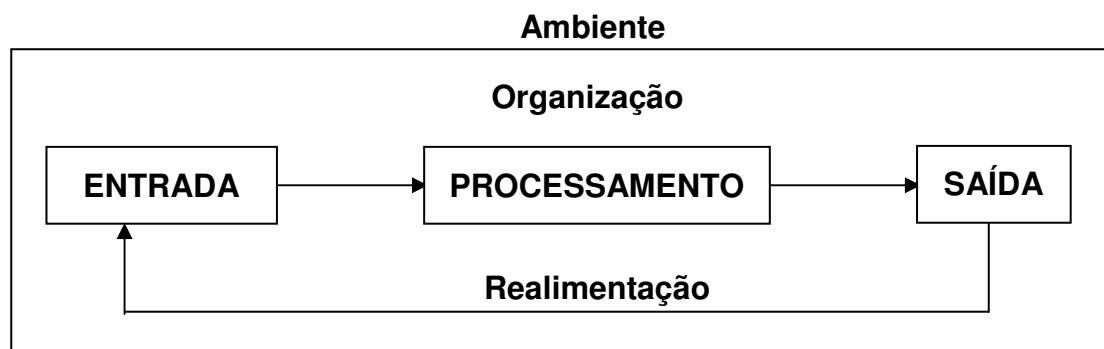 Ambiente
Organização
ENTRADA
PROCESSAMENTO
SAÍDA
Realimentação